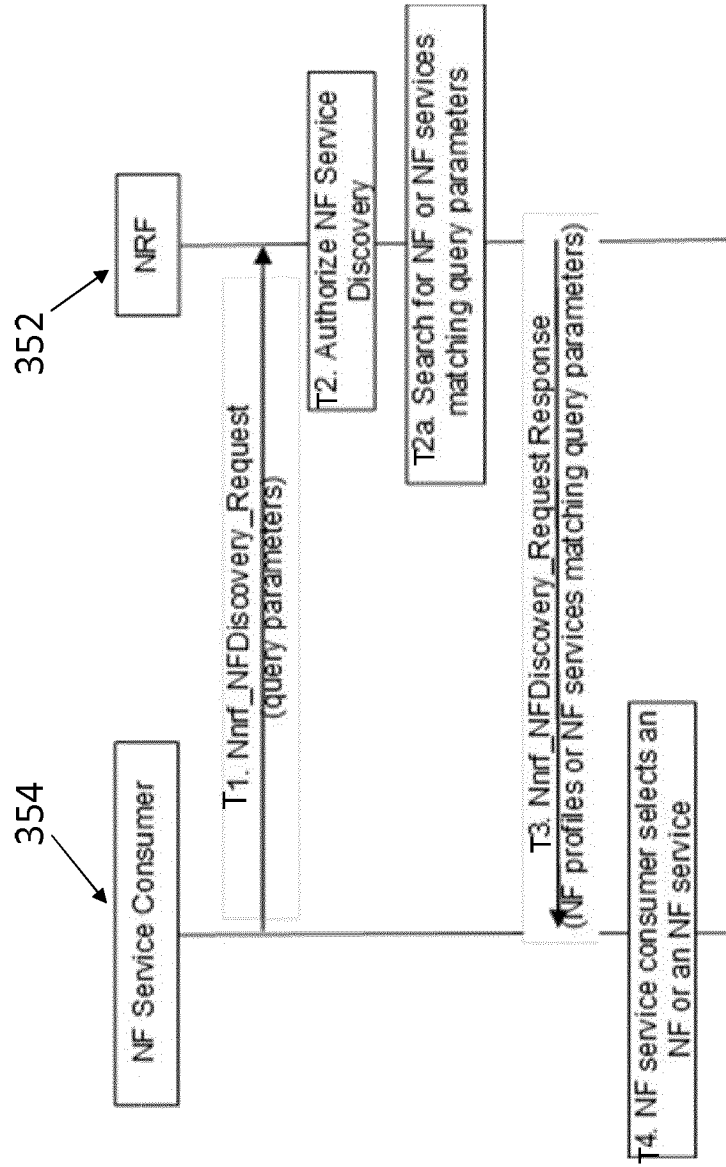 354
352
NF Service Consumer
NRF
T1. Nnrf_NFDiscovery_Request
(query parameters)
T2. Authorize NF Service
Discovery
T2a. Search for NF or NF services
matching query parameters
T3. Nnrf_NFDiscovery_Request Response
(NF profiles or NF services matching query parameters)
T4. NF service consumer selects an
NF or an NF service